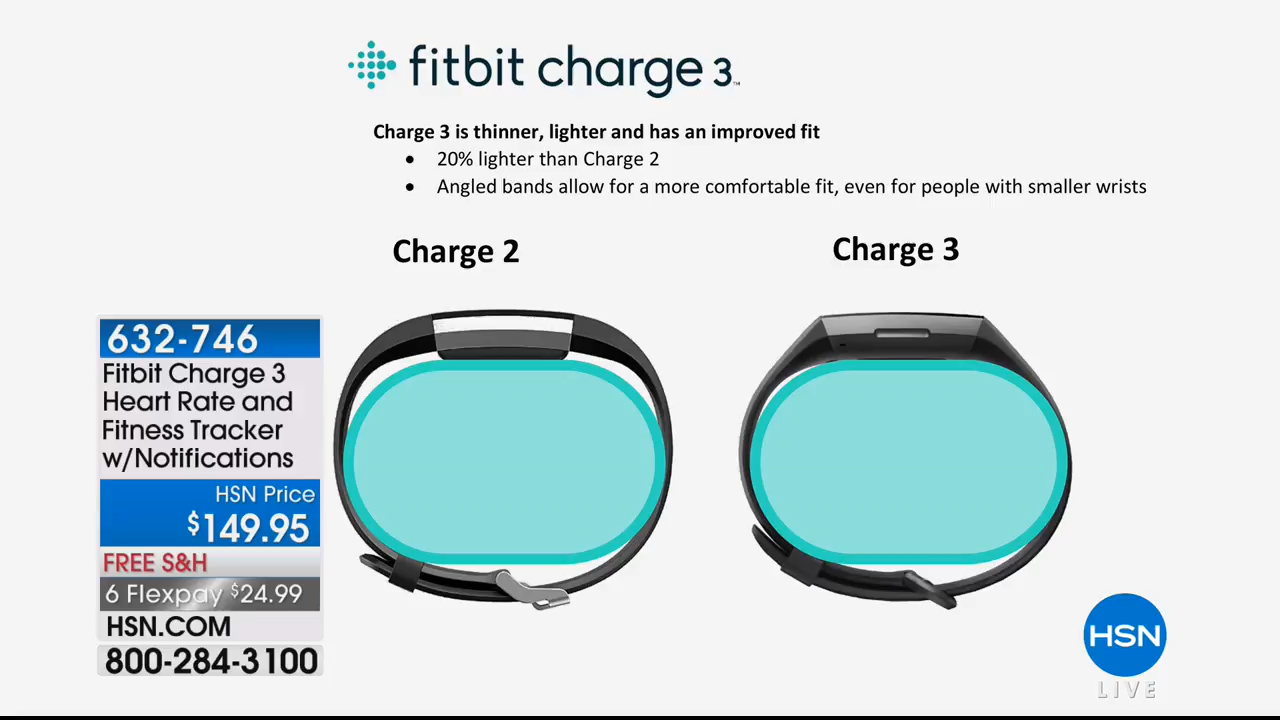 fitbit charge 3™
Charge 3 is thinner, lighter and has an improved fit
• 20% lighter than Charge 2
• Angled bands allow for a more comfortable fit, even for people with smaller wrists
Charge 2
Charge 3
632-746
Fitbit Charge 3
Heart Rate and
Fitness Tracker
w/Notifications
HSN Price
$149.95
FREE S&H
6 Flexpay $24.99
HSN.COM
800-284-3100
HSN
LIVE